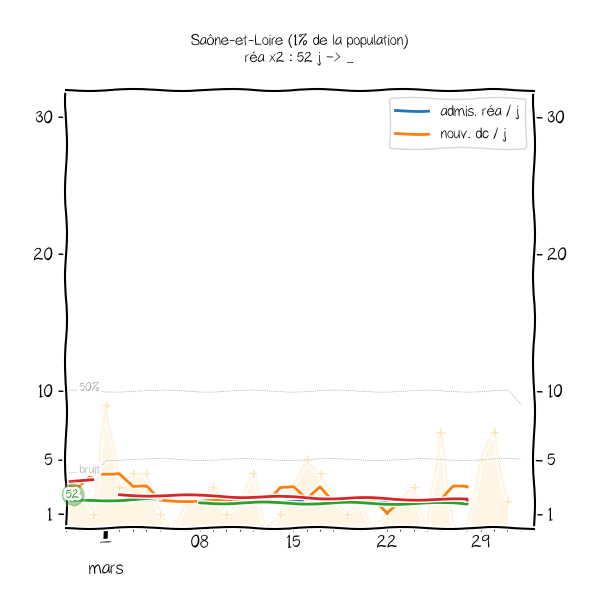 Saône-et-Loire (1% de la population)
réa x2 : 52 j -> _
admis. réa / j
nouv. dc / j
30
30
20
20
10
10
50%
5
5
bruit
52
1
1
1
08
15
22
29
mars